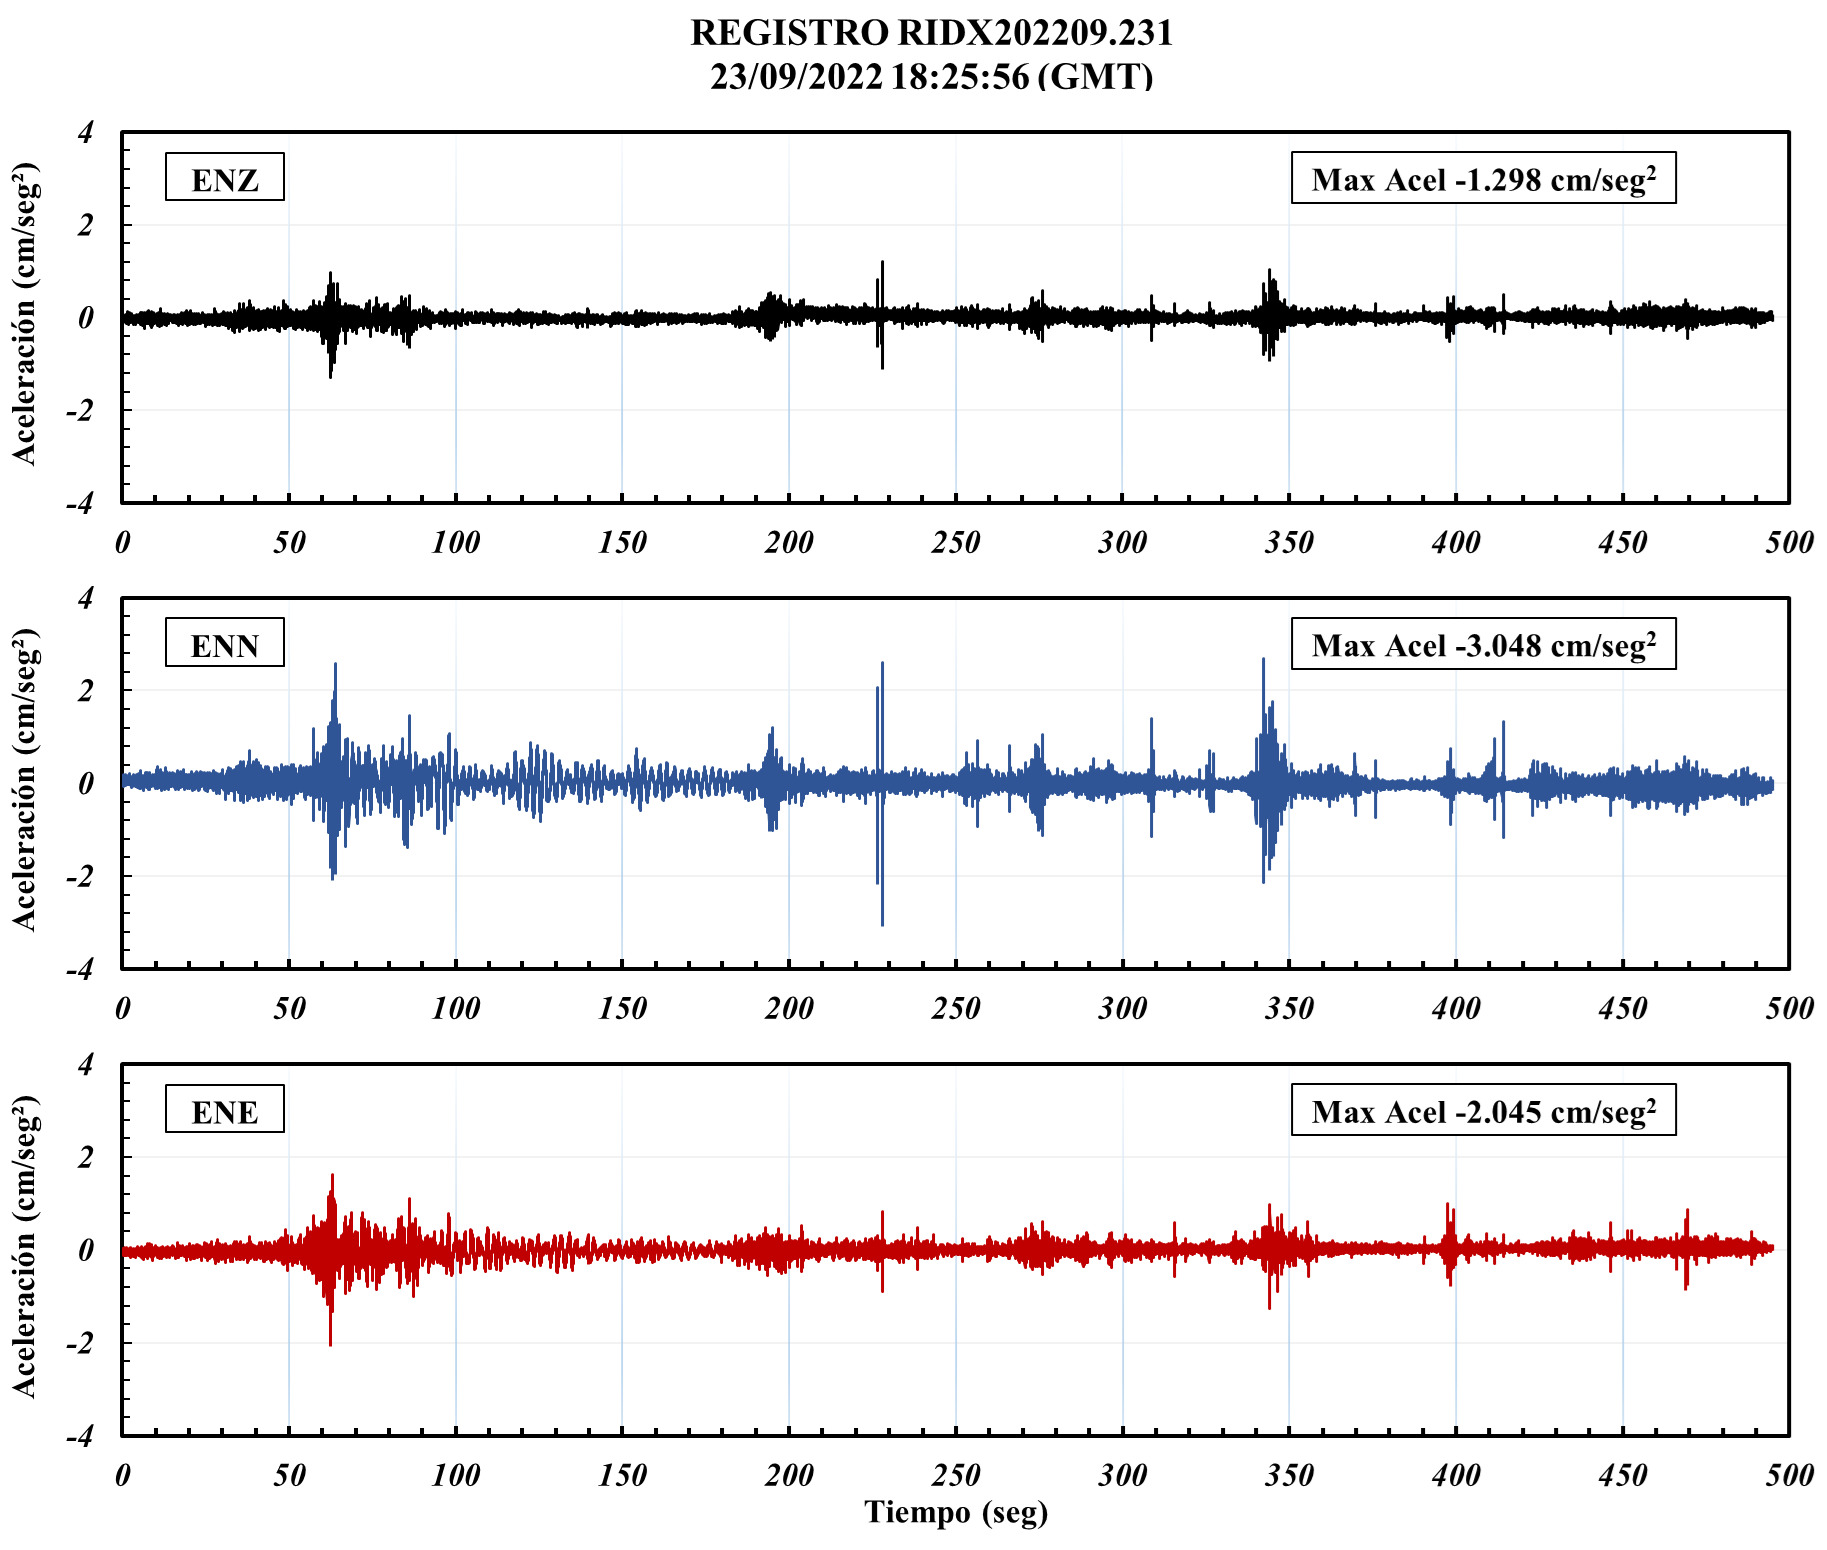 REGISTRO RIDX202209.231
23/09/2022 18:25:56 (GMT)
Aceleración (cm/seg²)
4
2
0
-2
-4
ENZ
Max Acel -1.298 cm/seg²
0 50 100 150 200 250 300 350 400 450 500
Aceleración (cm/seg²)
4
2
0
-2
-4
ENN
Max Acel -3.048 cm/seg²
0 50 100 150 200 250 300 350 400 450 500
Aceleración (cm/seg²)
4
2
0
-2
-4
ENE
Max Acel -2.045 cm/seg²
0 50 100 150 200 250 300 350 400 450 500
Tiempo (seg)